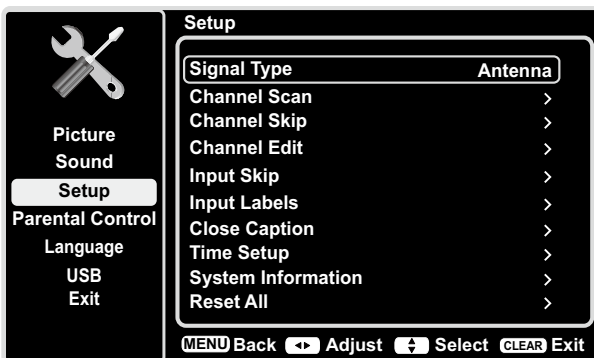 Setup
Signal Type Antenna
Channel Scan >
Channel Skip >
Channel Edit >
Input Skip >
Input Labels >
Close Caption >
Time Setup >
System Information >
Reset All >
Picture
Sound
Setup
Parental Control
Language
USB
Exit
MENU Back Adjust Select CLEAR Exit